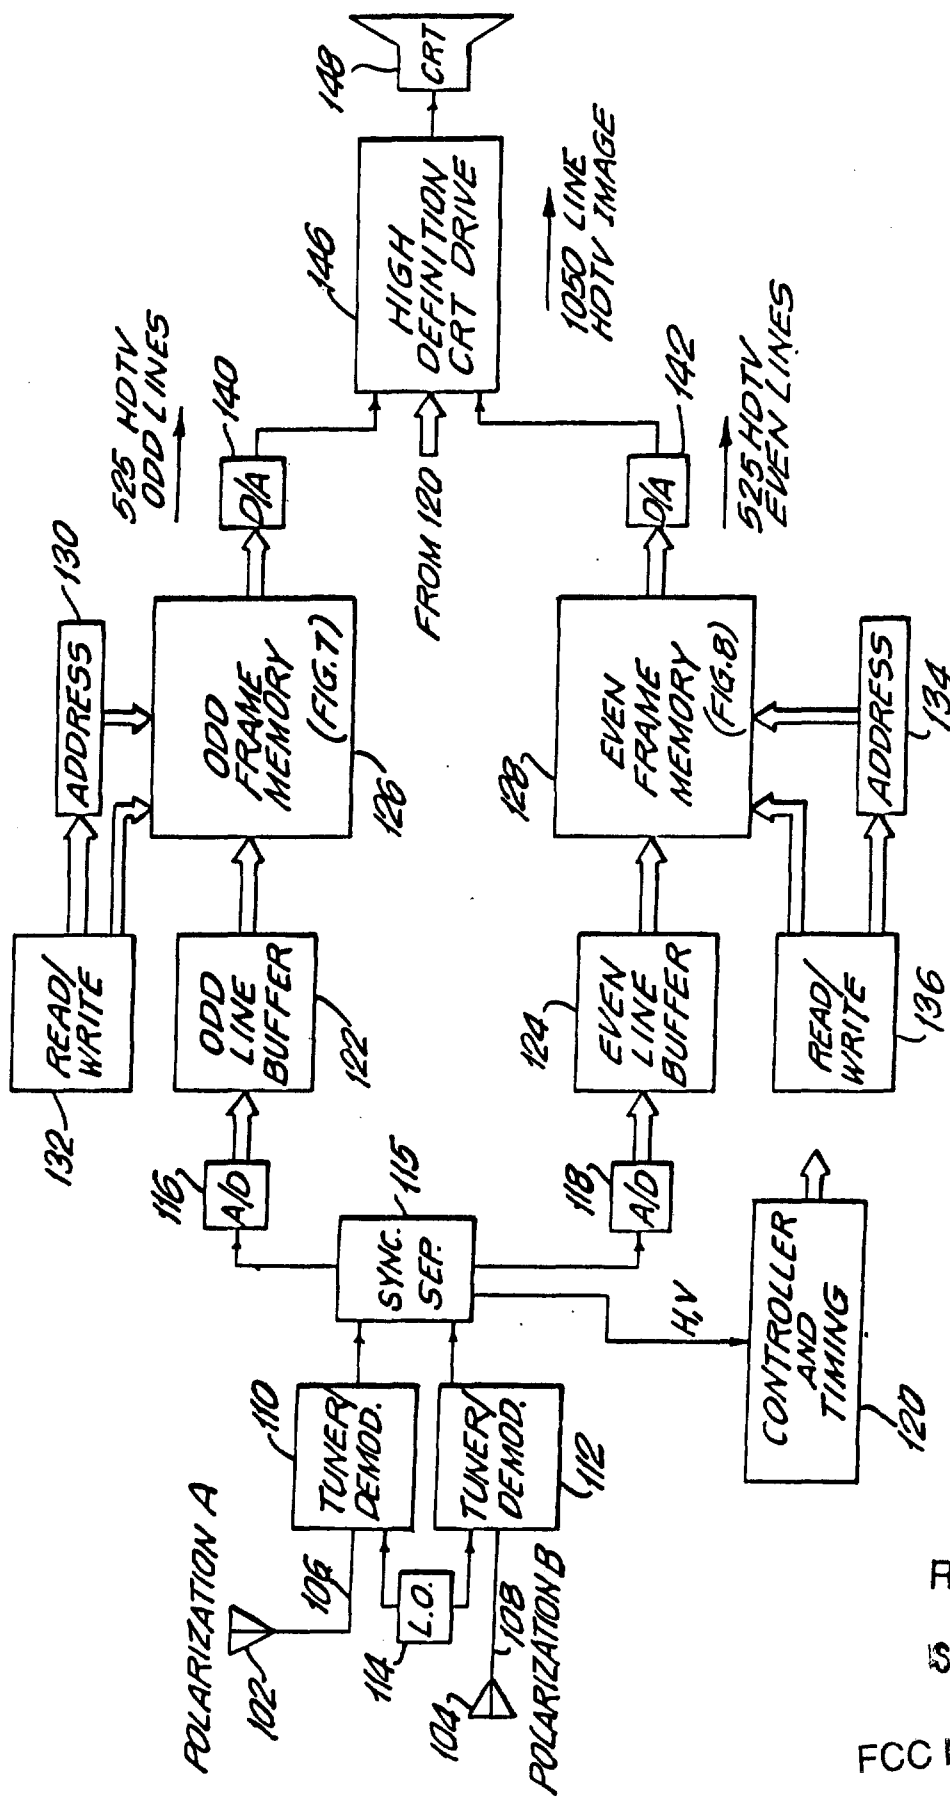 POLARIZATION A
102
106
110
TUNER/
DEMOD.
114
L.O.
104
108
POLARIZATION B
TUNER/
DEMOD.
112
SYNC.
SEP.
115
H,V
CONTROLLER
AND
TIMING
120
116
A/D
118
A/D
READ/
WRITE
132
ODD
LINE
BUFFER
122
124
EVEN
LINE
BUFFER
READ/
WRITE
136
ADDRESS
130
ODD
FRAME
MEMORY
(FIG.7)
126
128
EVEN
FRAME
MEMORY
(FIG.8)
ADDRESS
134
525 HDTV
ODD LINES
D/A
140
FROM 120
D/A
142
525 HDTV
EVEN LINES
146
HIGH
DEFINITION
CRT DRIVE
1050 LINE
HDTV IMAGE
148
CRT
R
S
FCC